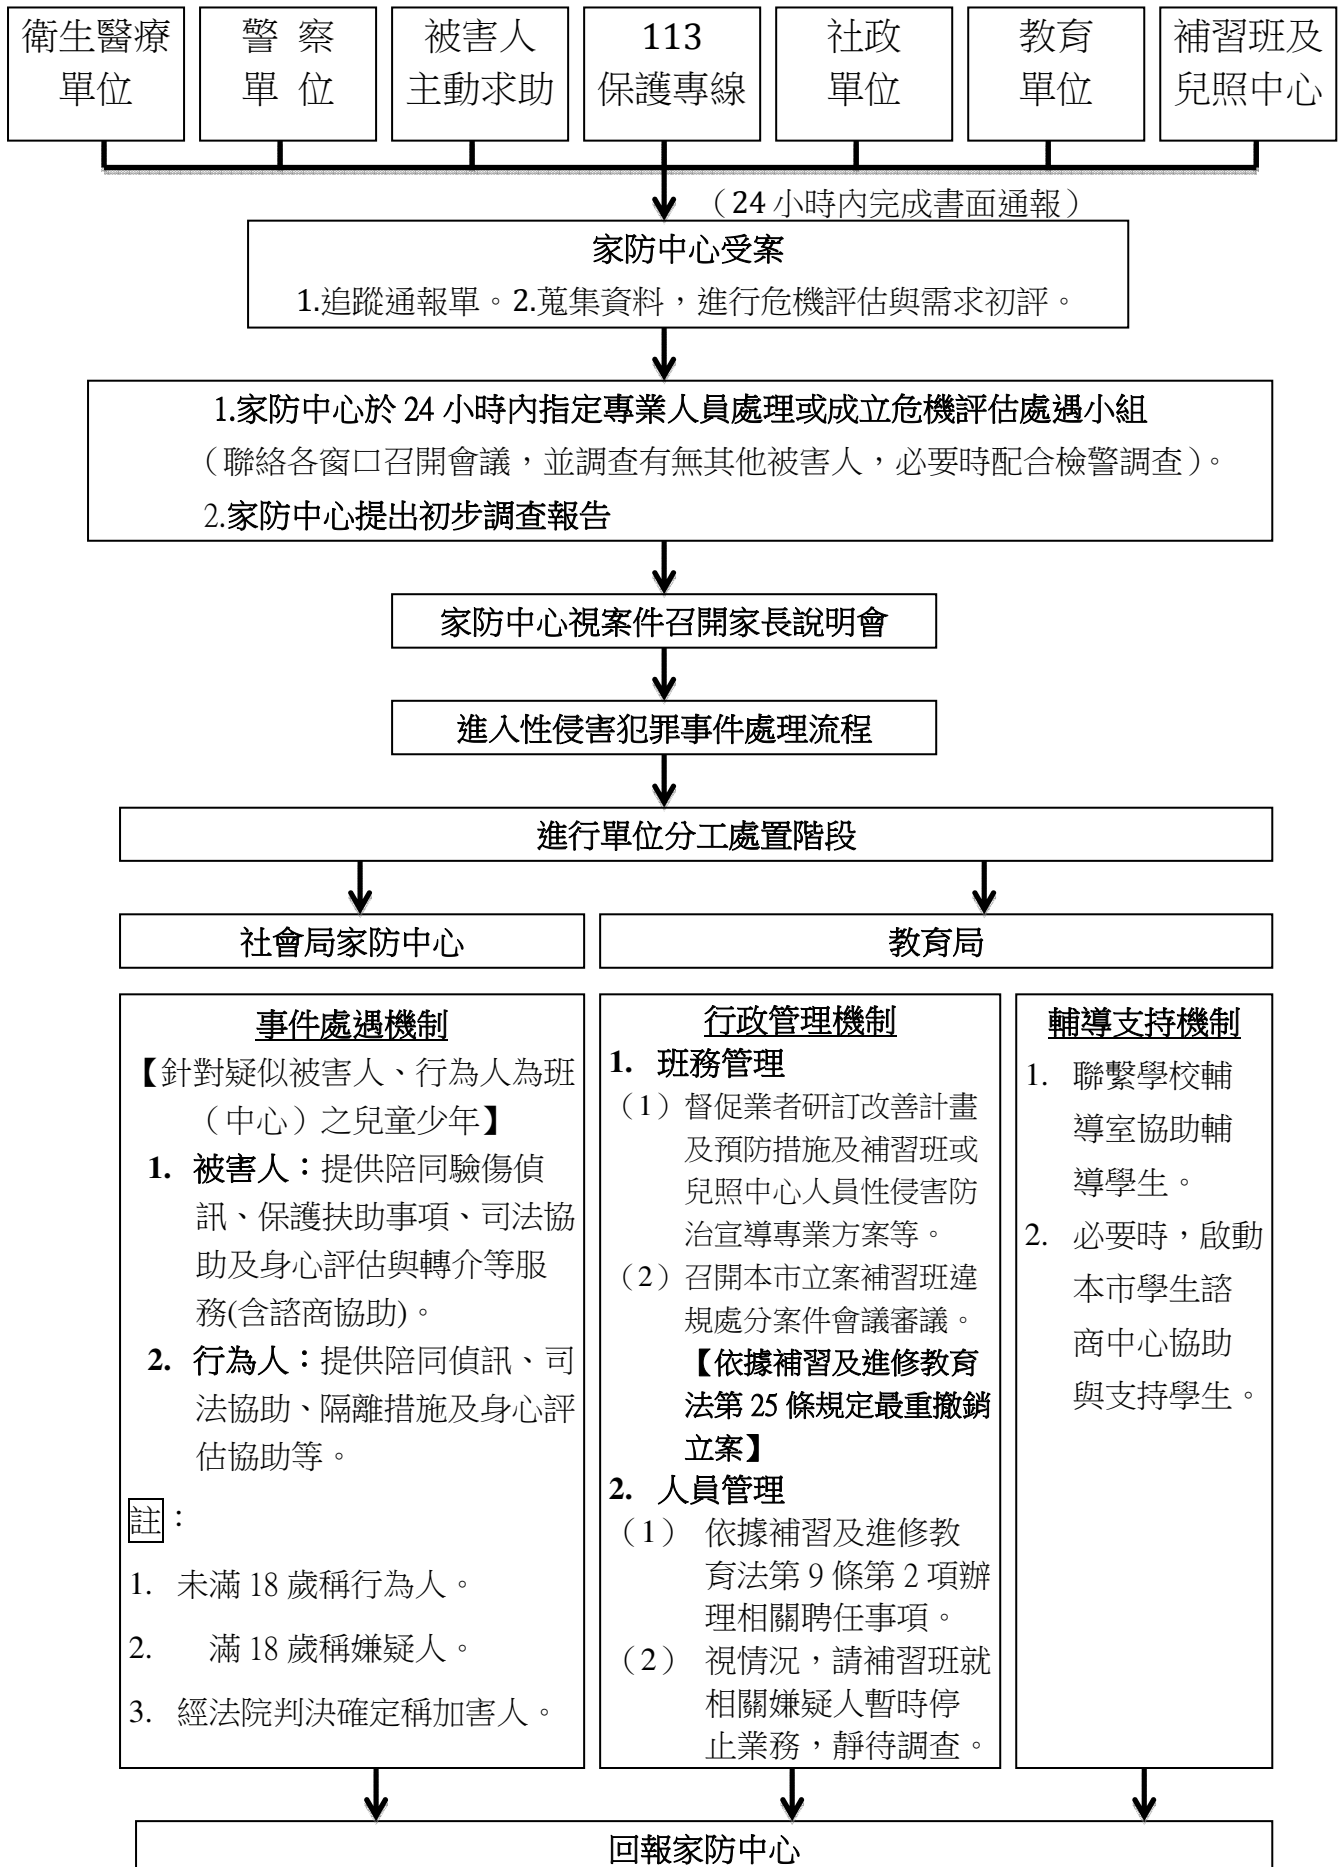 衛生醫療
單位
警 察
單 位
被害人
主動求助
113
保護專線
社政
單位
教育
單位
補習班及
兒照中心
（24 小時內完成書面通報）
家防中心受案
1.追蹤通報單。2.蒐集資料，進行危機評估與需求初評。
1.家防中心於 24 小時內指定專業人員處理或成立危機評估處遇小組
（聯絡各窗口召開會議，並調查有無其他被害人，必要時配合檢警調查）。
2.家防中心提出初步調查報告
家防中心視案件召開家長說明會
進入性侵害犯罪事件處理流程
進行單位分工處置階段
社會局家防中心
教育局
事件處遇機制
【針對疑似被害人、行為人為班
（中心）之兒童少年】
1. 被害人：提供陪同驗傷偵
訊、保護扶助事項、司法協
助及身心評估與轉介等服
務(含諮商協助)。
2. 行為人：提供陪同偵訊、司
法協助、隔離措施及身心評
估協助等。
註：
1. 未滿 18 歲稱行為人。
2. 滿 18 歲稱嫌疑人。
3. 經法院判決確定稱加害人。
行政管理機制
1. 班務管理
（1）督促業者研訂改善計畫
及預防措施及補習班或
兒照中心人員性侵害防
治宣導專業方案等。
（2）召開本市立案補習班違
規處分案件會議審議。
【依據補習及進修教育
法第 25 條規定最重撤銷
立案】
2. 人員管理
（1） 依據補習及進修教
育法第 9 條第 2 項辦
理相關聘任事項。
（2） 視情況，請補習班就
相關嫌疑人暫時停
止業務，靜待調查。
輔導支持機制
1. 聯繫學校輔
導室協助輔
導學生。
2. 必要時，啟動
本市學生諮
商中心協助
與支持學生。
回報家防中心